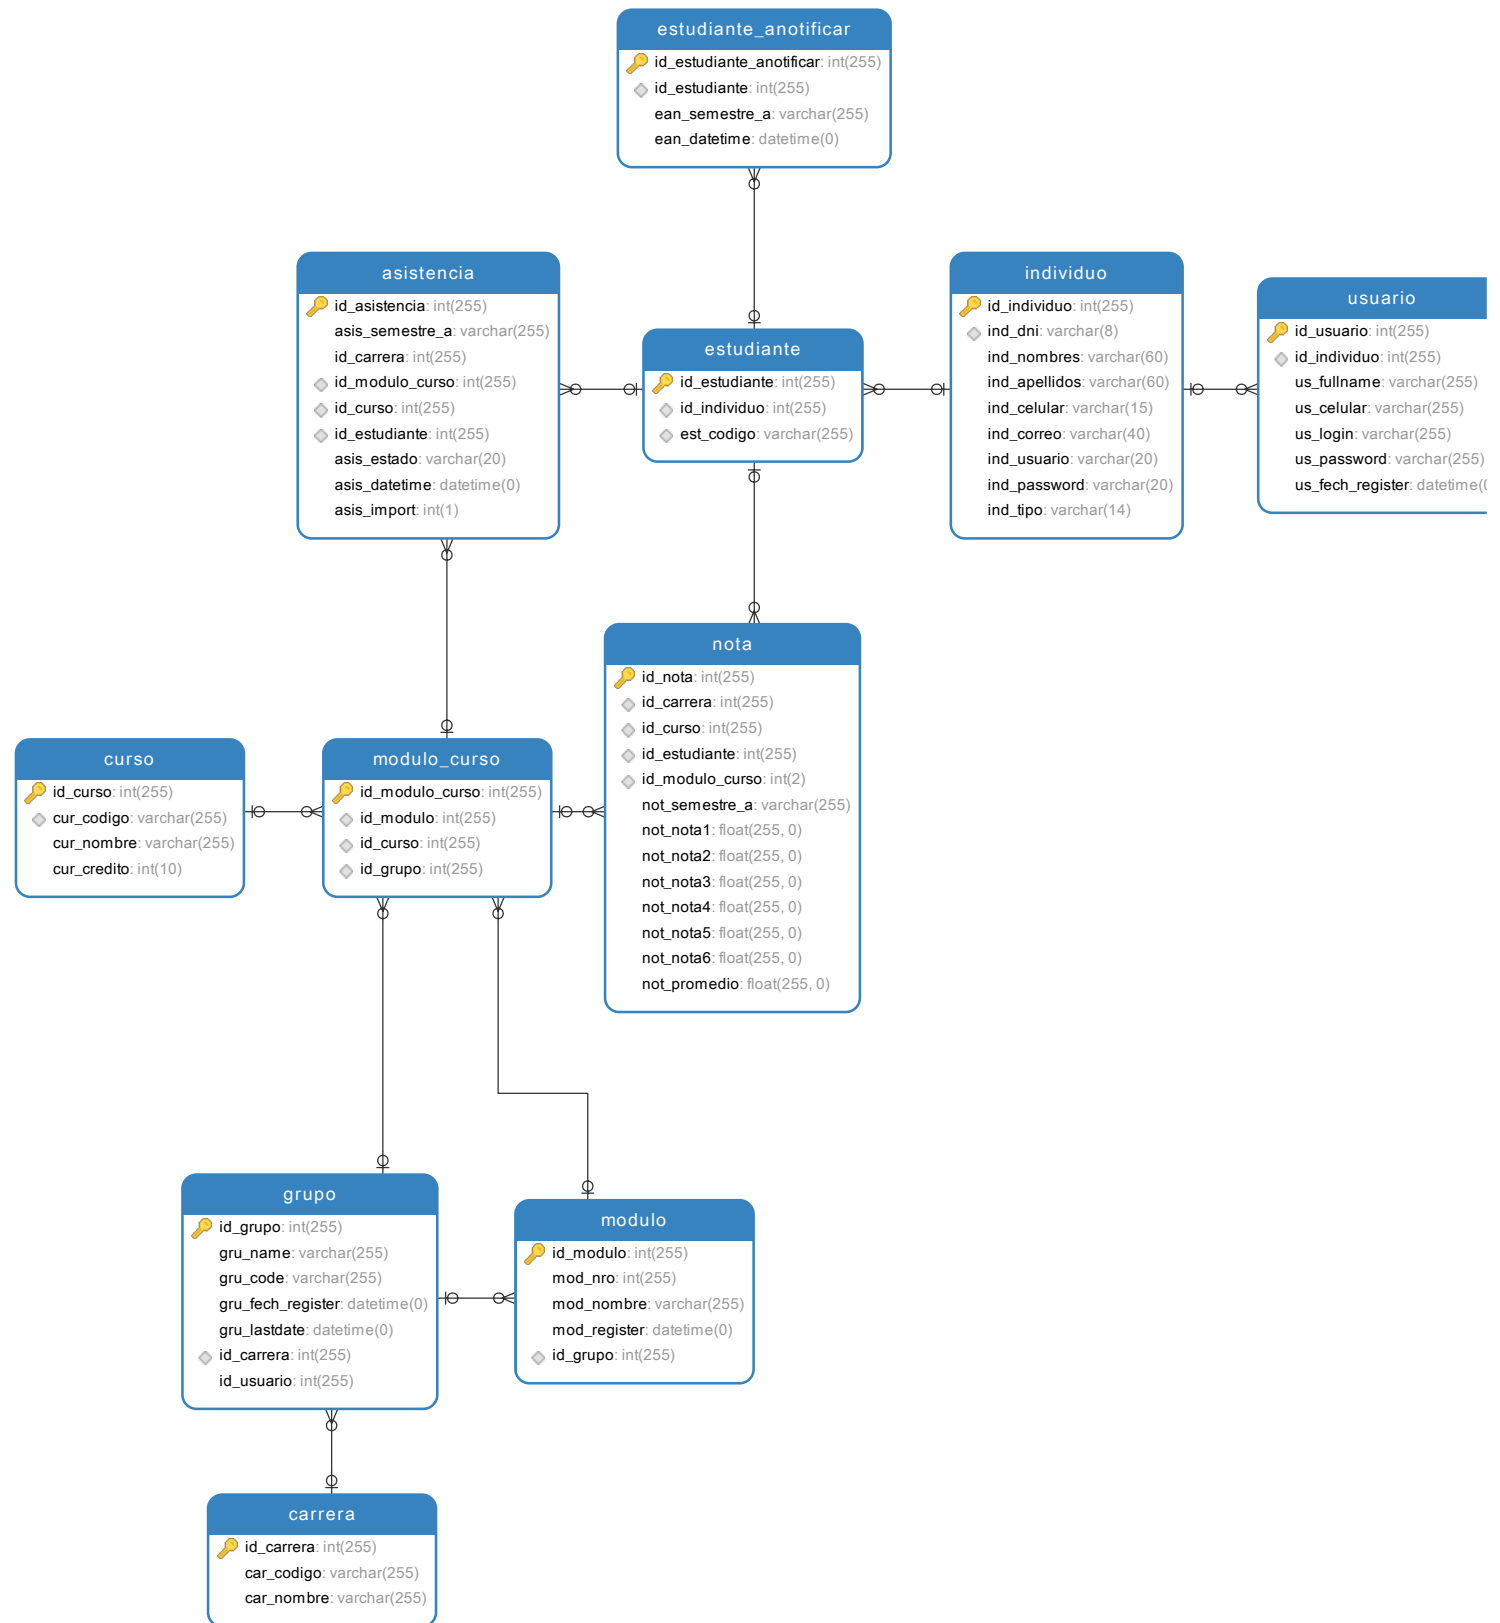 estudiante_anotificar
id_estudiante_anotificar: int(255)
id_estudiante: int(255)
ean_semestre_a: varchar(255)
ean_datetime: datetime(0)
asistencia
id_asistencia: int(255)
asis_semestre_a: varchar(255)
id_carrera: int(255)
id_modulo_curso: int(255)
id_curso: int(255)
id_estudiante: int(255)
asis_estado: varchar(20)
asis_datetime: datetime(0)
asis_import: int(1)
estudiante
id_estudiante: int(255)
id_individuo: int(255)
est_codigo: varchar(255)
individuo
id_individuo: int(255)
ind_dni: varchar(8)
ind_nombres: varchar(60)
ind_apellidos: varchar(60)
ind_celular: varchar(15)
ind_correo: varchar(40)
ind_usuario: varchar(20)
ind_password: varchar(20)
ind_tipo: varchar(14)
usuario
id_usuario: int(255)
id_individuo: int(255)
us_fullname: varchar(255)
us_celular: varchar(255)
us_login: varchar(255)
us_password: varchar(255)
us_fech_register: datetime(
nota
id_nota: int(255)
id_carrera: int(255)
id_curso: int(255)
id_estudiante: int(255)
id_modulo_curso: int(2)
not_semestre_a: varchar(255)
not_nota1: float(255, 0)
not_nota2: float(255, 0)
not_nota3: float(255, 0)
not_nota4: float(255, 0)
not_nota5: float(255, 0)
not_nota6: float(255, 0)
not_promedio: float(255, 0)
curso
id_curso: int(255)
cur_codigo: varchar(255)
cur_nombre: varchar(255)
cur_credito: int(10)
modulo_curso
id_modulo_curso: int(255)
id_modulo: int(255)
id_curso: int(255)
id_grupo: int(255)
grupo
id_grupo: int(255)
gru_name: varchar(255)
gru_code: varchar(255)
gru_fech_register: datetime(0)
gru_lastdate: datetime(0)
id_carrera: int(255)
id_usuario: int(255)
modulo
id_modulo: int(255)
mod_nro: int(255)
mod_nombre: varchar(255)
mod_register: datetime(0)
id_grupo: int(255)
carrera
id_carrera: int(255)
car_codigo: varchar(255)
car_nombre: varchar(255)